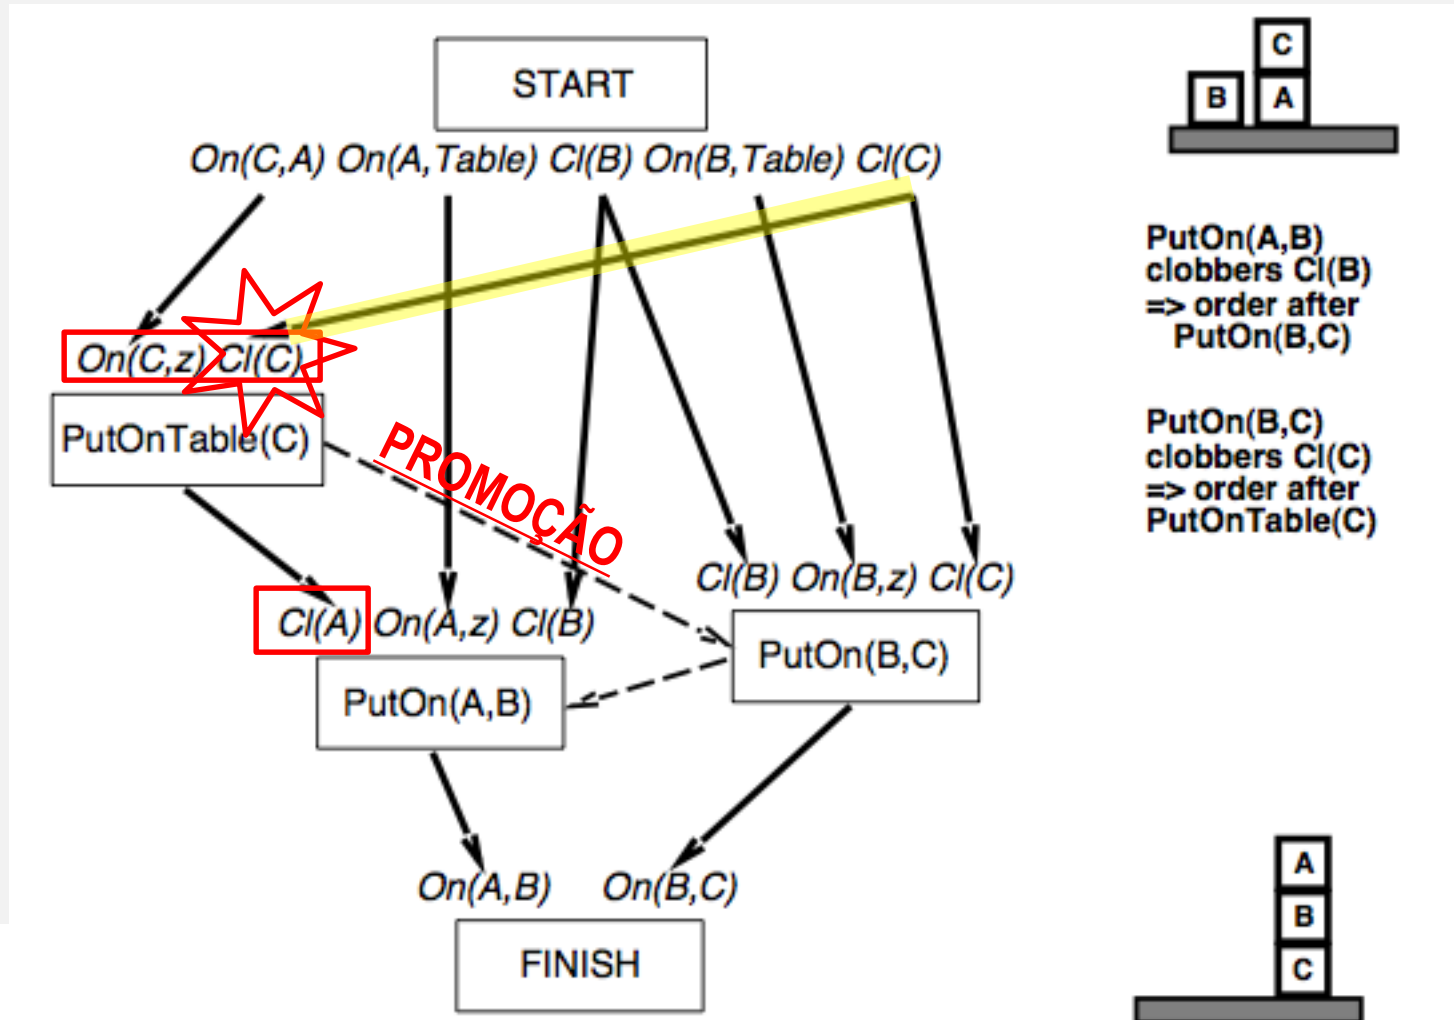 START
On(C,A) On(A,Table) Cl(B) On(B,Table) Cl(C)
C
B A
PutOn(A,B)
clobbers Cl(B)
=> order after
PutOn(B,C)
On(C,z) Cl(C)
PutOnTable(C)
PROMOÇÃO
PutOn(B,C)
clobbers Cl(C)
=> order after
PutOnTable(C)
Cl(B) On(B,z) Cl(C)
PutOn(B,C)
Cl(A) On(A,z) Cl(B)
PutOn(A,B)
On(A,B) On(B,C)
FINISH
A
B
C